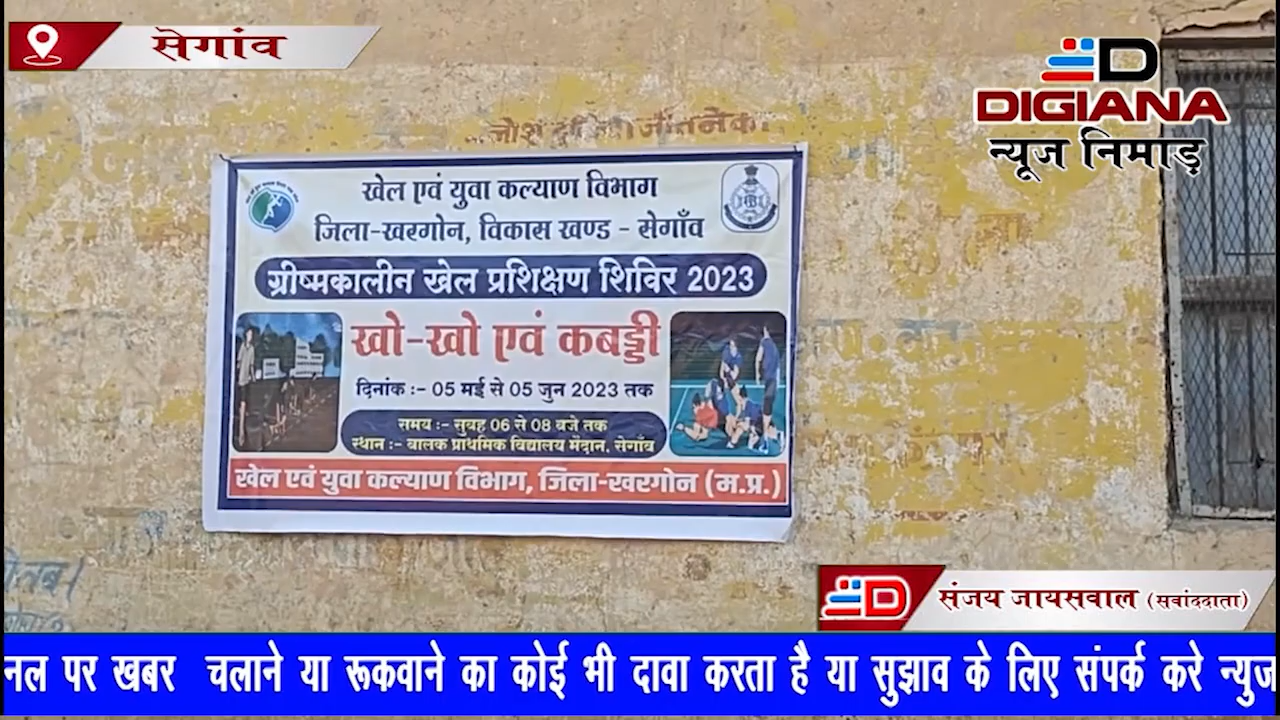 सेगांव
DIGIANA
न्यूज निमाड़
खेल एवं युवा कल्याण विभाग
जिला-खरगोन, विकास खण्ड - सेगाँव
ग्रीष्मकालीन खेल प्रशिक्षण शिविर 2023
खो-खो एवं कबड्डी
दिनांक :- 05 मई से 05 जुन 2023 तक
समय :- सुबह 06 से 08 बजे तक
स्थान :- बालक प्राथमिक विद्यालय मैदान, सेगाँव
खेल एवं युवा कल्याण विभाग, जिला-खरगोन (म.प्र.)
संजय जायसवाल (सवांददाता)
नल पर खबर चलाने या रूकवाने का कोई भी दावा करता है या सुझाव के लिए संपर्क करे न्युज